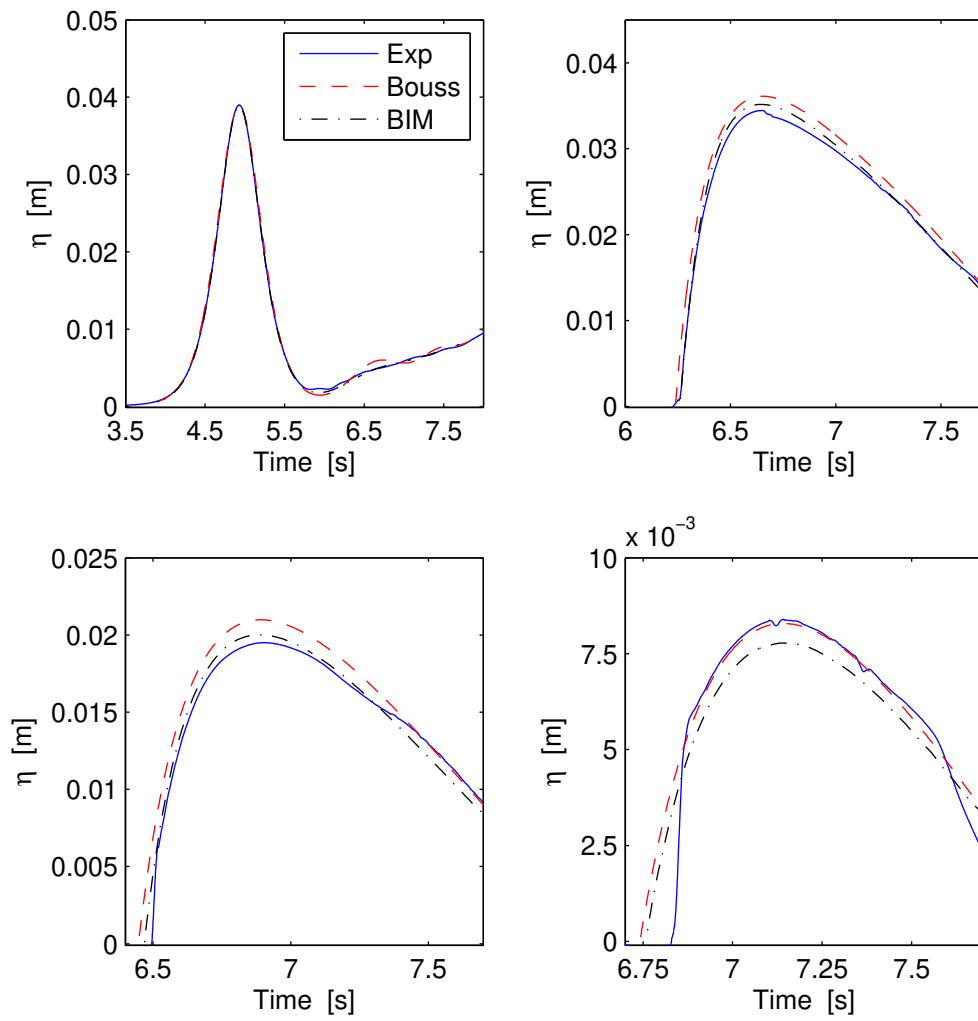 0.05
0.04
0.03
0.02
0.01
0
η [m]
3.5 4.5 5.5 6.5 7.5
Time [s]
Exp
Bouss
BIM
0.04
0.03
0.02
0.01
0
η [m]
6 6.5 7 7.5
Time [s]
0.025
0.02
0.015
0.01
0.005
0
η [m]
6.5 7 7.5
Time [s]
x 10⁻³
10
7.5
5
2.5
0
η [m]
6.75 7 7.25 7.5
Time [s]